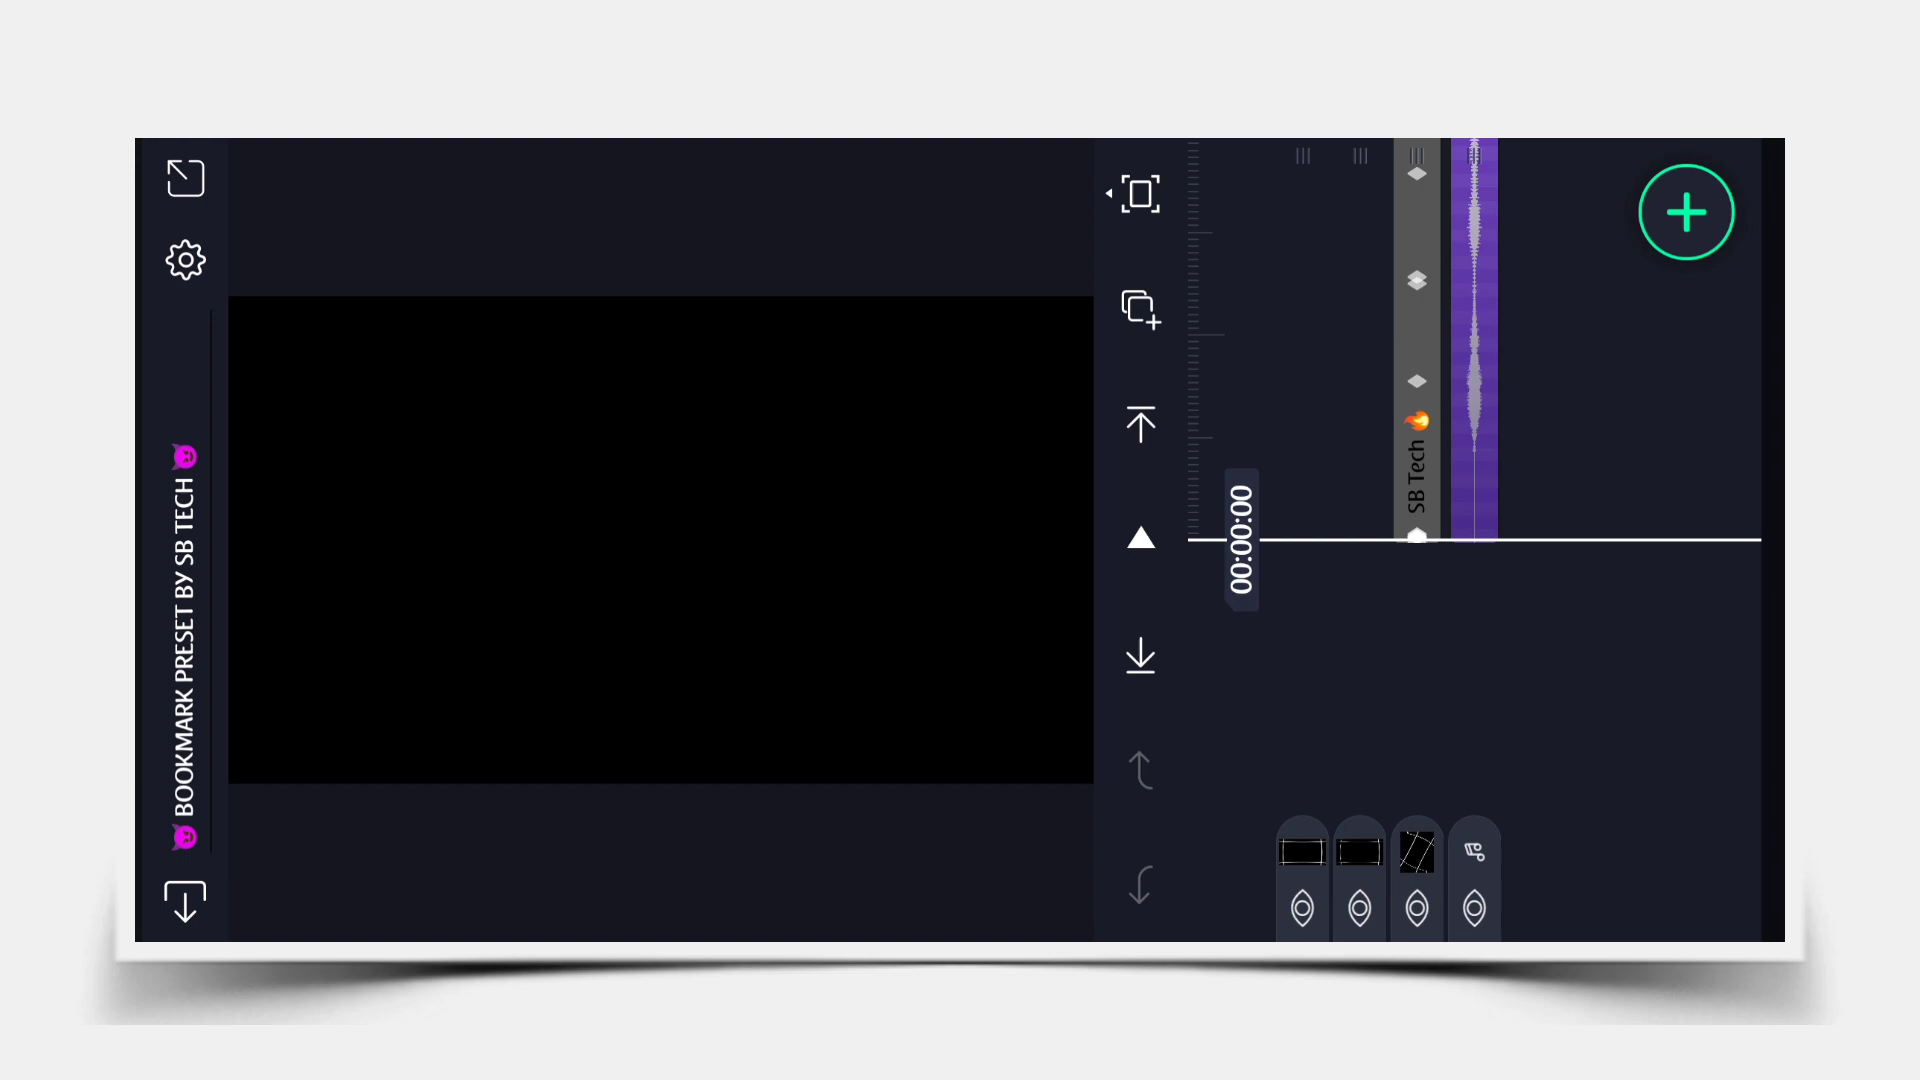 😈 BOOKMARK PRESET BY SB TECH 😈
00:00:00
SB Tech 🔥